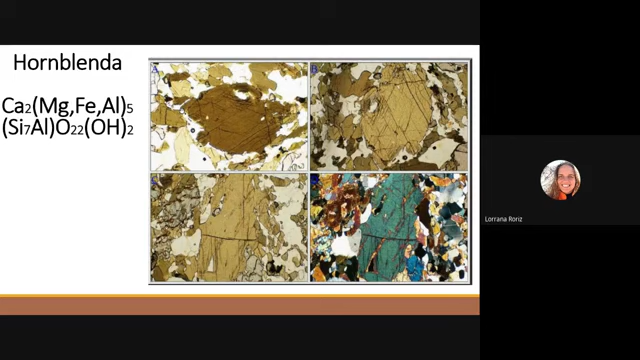 Hornblenda
Ca2(Mg,Fe,Al)5
(Si7Al)O22(OH)2
A
B
Lorrana Roriz